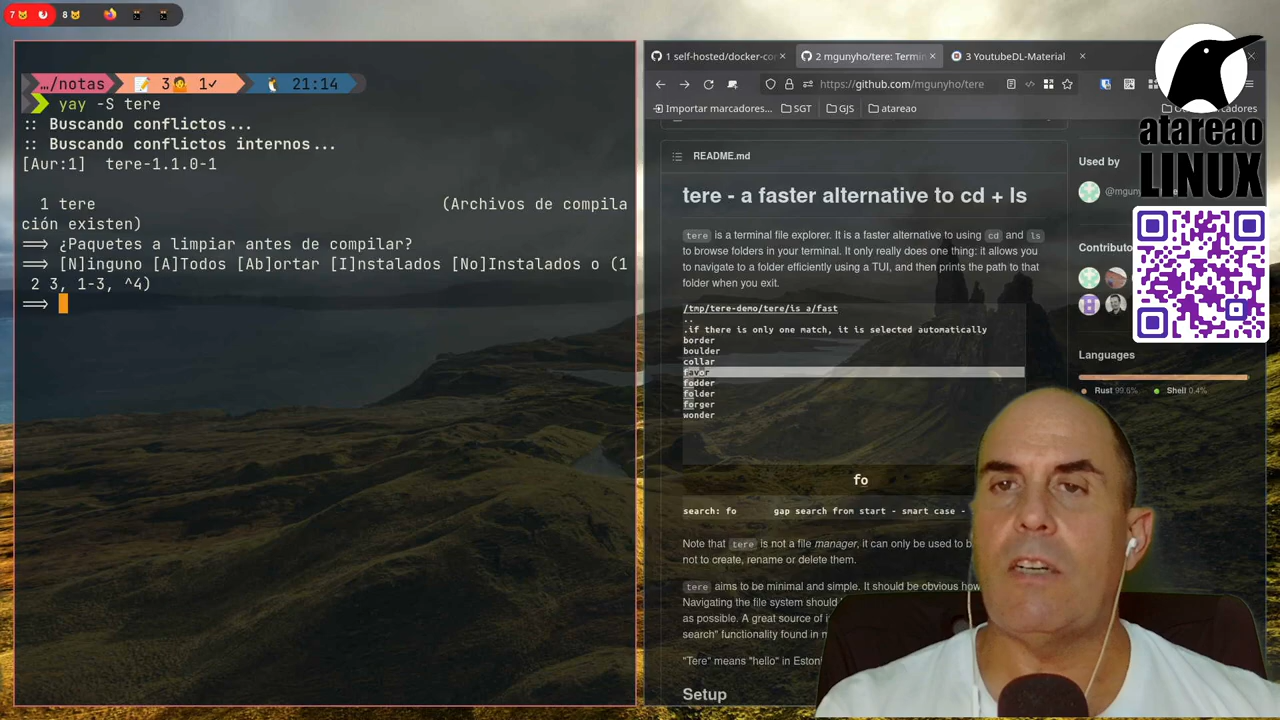 7
8
…/notas 3 1✓ 21:14
yay -S tere
:: Buscando conflictos...
:: Buscando conflictos internos...
[Aur:1]  tere-1.1.0-1
1 tere (Archivos de compila
ción existen)
==> ¿Paquetes a limpiar antes de compilar?
==> [N]inguno [A]Todos [Ab]ortar [I]nstalados [No]Instalados o (1
2 3, 1-3, ^4)
==>
1 self-hosted/docker-co
2 mgunyho/tere: Termin
3 YoutubeDL-Material
https://github.com/mgunyho/tere
Importar marcadores...
SGT
GJS
atareao
README.md
tere - a faster alternative to cd + ls
tere is a terminal file explorer. It is a faster alternative to using cd and ls
to browse folders in your terminal. It only really does one thing: it allows you
to navigate to a folder efficiently using a TUI, and then prints the path to that
folder when you exit.
/tmp/tere-demo/tere/is a/fast
..
.if there is only one match, it is selected automatically
border
boulder
collar
favor
fodder
folder
forger
wonder
fo
search: fo gap search from start - smart case -
Note that tere is not a file manager, it can only be used to b
not to create, rename or delete them.
tere aims to be minimal and simple. It should be obvious how
Navigating the file system should
as possible. A great source of i
search" functionality found in m
"Tere" means "hello" in Eston
Setup
Used by
@mguny
Contributo
Languages
Rust 99.6% Shell 0.4%
atareao
LINUX